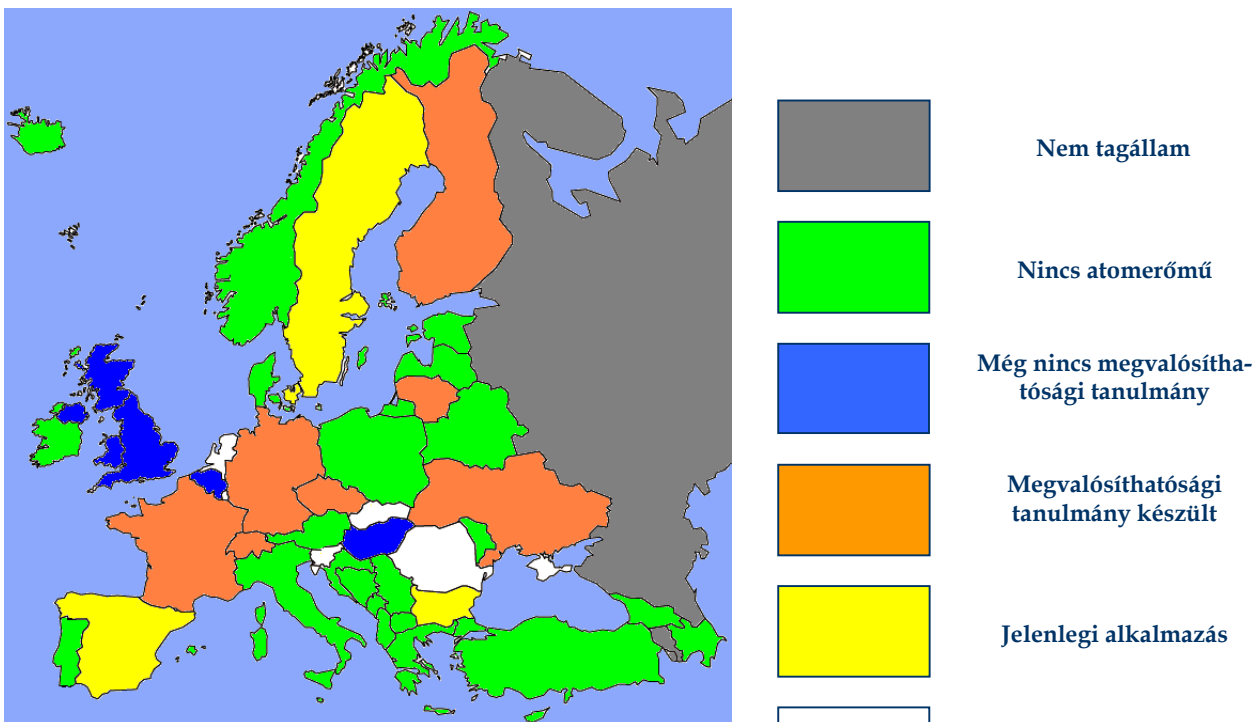 Nem tagállam
Nincs atomerőmű
Még nincs megvalósítha-
tósági tanulmány
Megvalósíthatósági
tanulmány készült
Jelenlegi alkalmazás